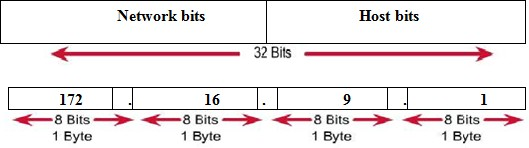 Network bits Host bits
32 Bits
172 . 16 . 9 . 1
8 Bits 8 Bits 8 Bits 8 Bits
1 Byte 1 Byte 1 Byte 1 Byte